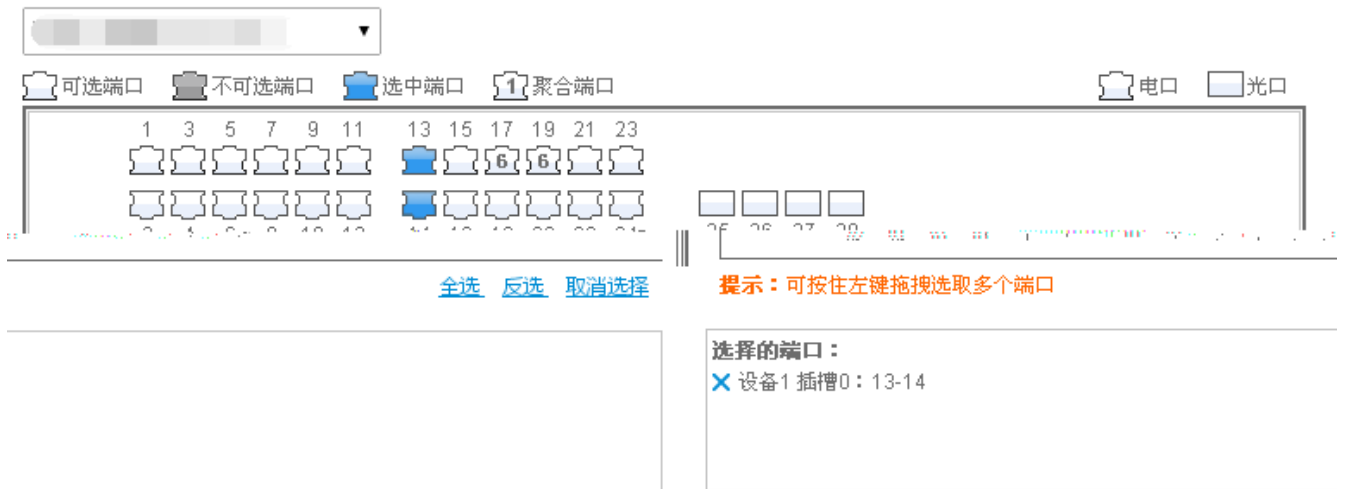 可选端口 不可选端口 选中端口 1 聚合端口 电口 光口
1 3 5 7 9 11 13 15 17 19 21 23
6 6
全选 反选 取消选择 提示：可按住左键拖拽选取多个端口
选择的端口：
设备1 插槽0：13-14